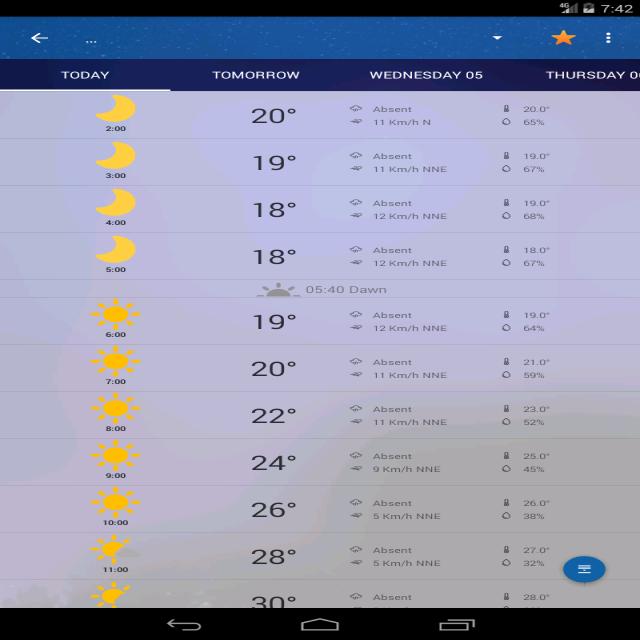 4G 7:42
...
TODAY TOMORROW WEDNESDAY 05 THURSDAY
20° Absent 20.0°
2:00 11 Km/h N 65%
19° Absent 19.0°
3:00 11 Km/h NNE 67%
18° Absent 19.0°
4:00 12 Km/h NNE 68%
18° Absent 18.0°
5:00 12 Km/h NNE 67%
05:40 Dawn
19° Absent 19.0°
6:00 12 Km/h NNE 64%
20° Absent 21.0°
7:00 11 Km/h NNE 59%
22° Absent 23.0°
8:00 11 Km/h NNE 52%
24° Absent 25.0°
9:00 9 Km/h NNE 45%
26° Absent 26.0°
10:00 5 Km/h NNE 38%
28° Absent 27.0°
11:00 5 Km/h NNE 32%
30° Absent 28.0°